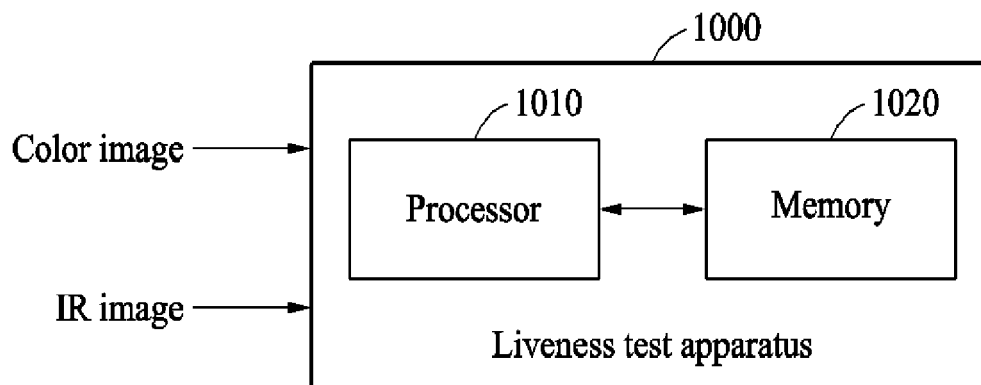 1000
1010
1020
Color image
Processor
Memory
IR image
Liveness test apparatus